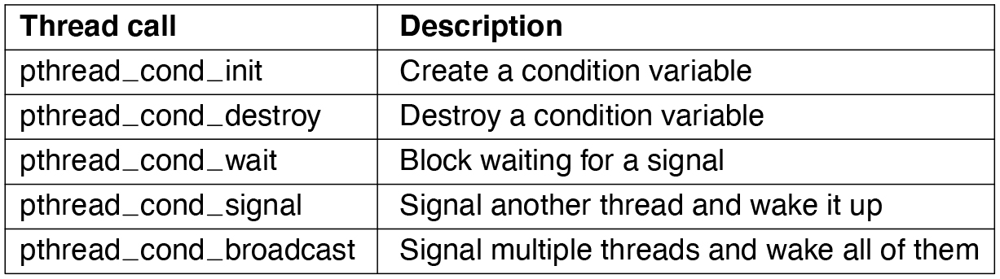 Thread call Description
pthread_cond_init Create a condition variable
pthread_cond_destroy Destroy a condition variable
pthread_cond_wait Block waiting for a signal
pthread_cond_signal Signal another thread and wake it up
pthread_cond_broadcast Signal multiple threads and wake all of them